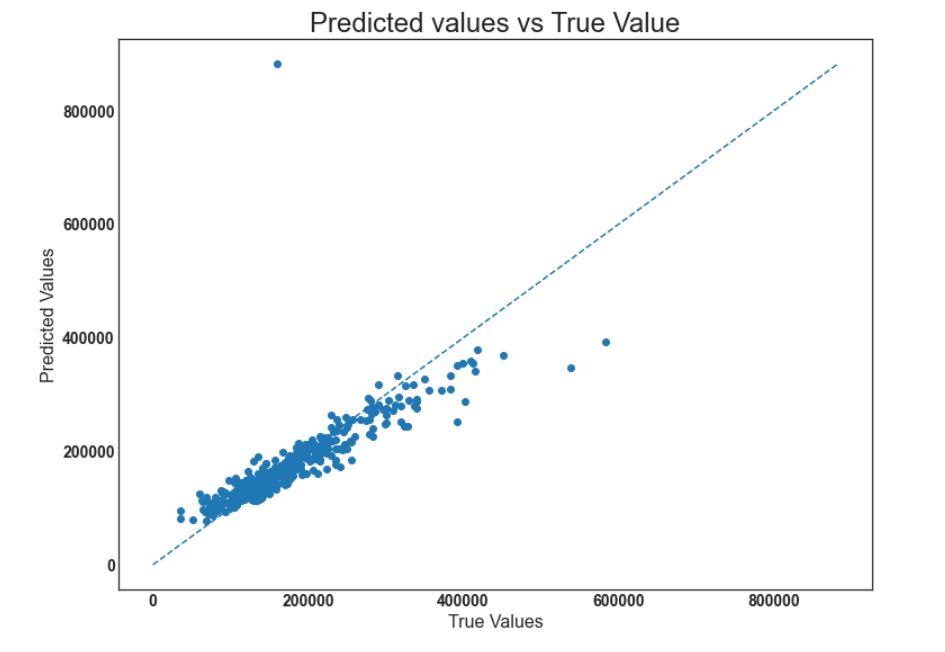 Predicted values vs True Value
800000
600000
400000
200000
0
Predicted Values
0 200000 400000 600000 800000
True Values